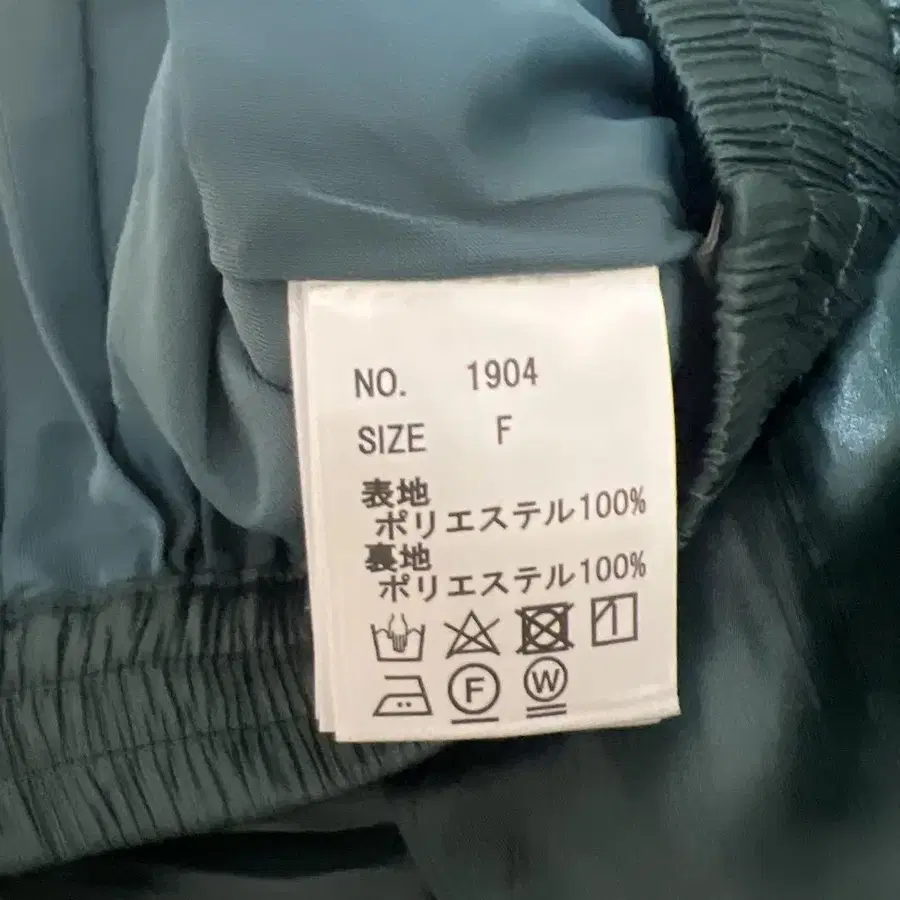 NO. 1904
SIZE F
表地
ポリエステル100%
裏地
ポリエステル100%
F W